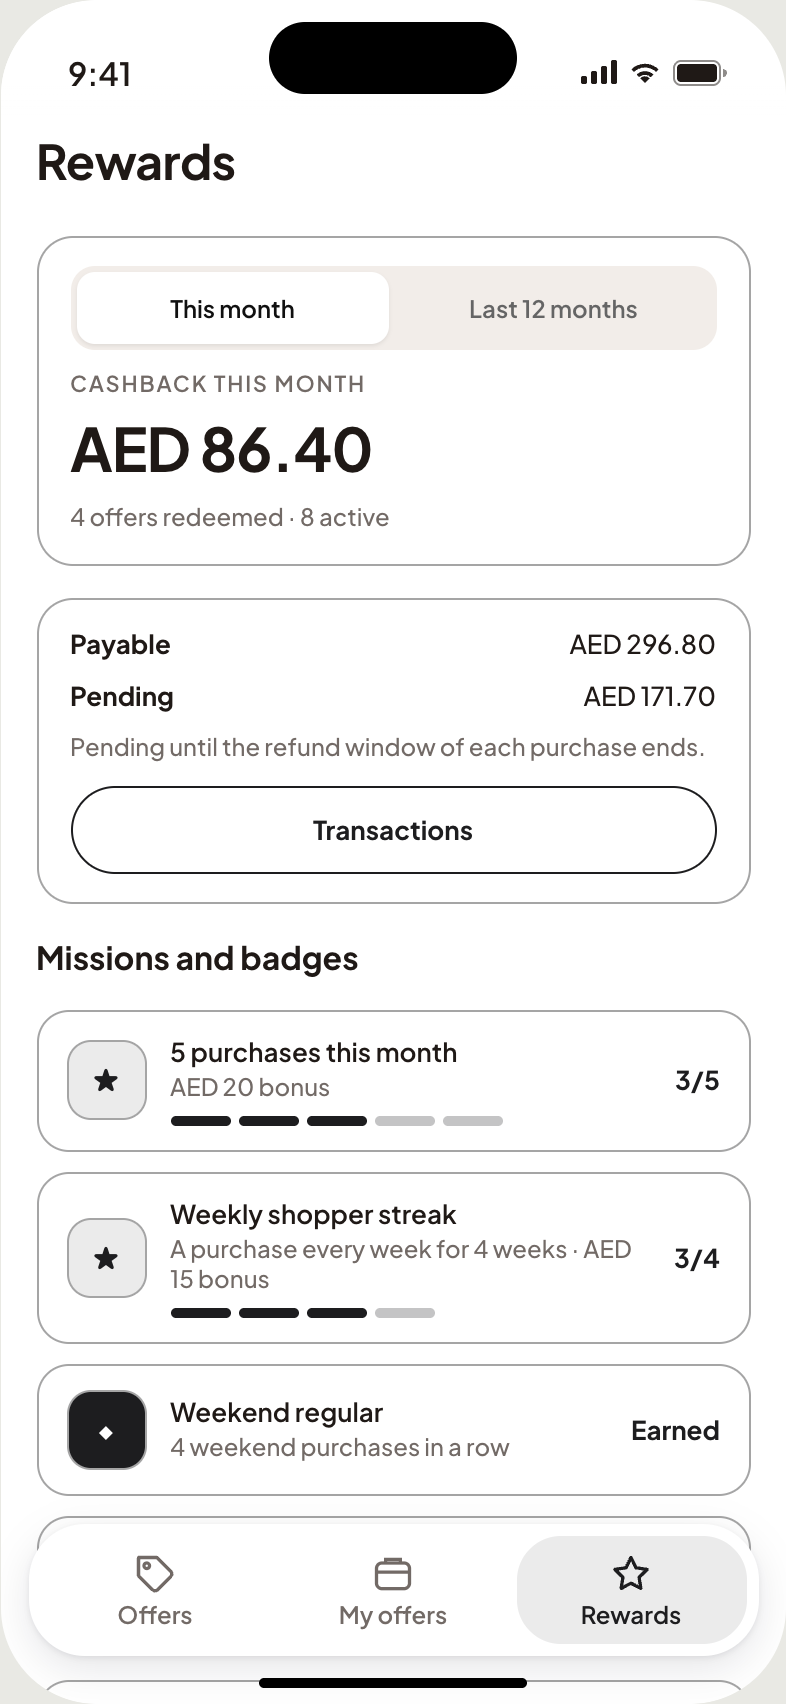 9:41
Rewards
This month
Last 12 months
CASHBACK THIS MONTH
AED 86.40
4 offers redeemed · 8 active
Payable
AED 296.80
Pending
AED 171.70
Pending until the refund window of each purchase ends.
Transactions
Missions and badges
5 purchases this month
AED 20 bonus
3/5
Weekly shopper streak
A purchase every week for 4 weeks · AED
15 bonus
3/4
Weekend regular
4 weekend purchases in a row
Earned
Offers
My offers
Rewards